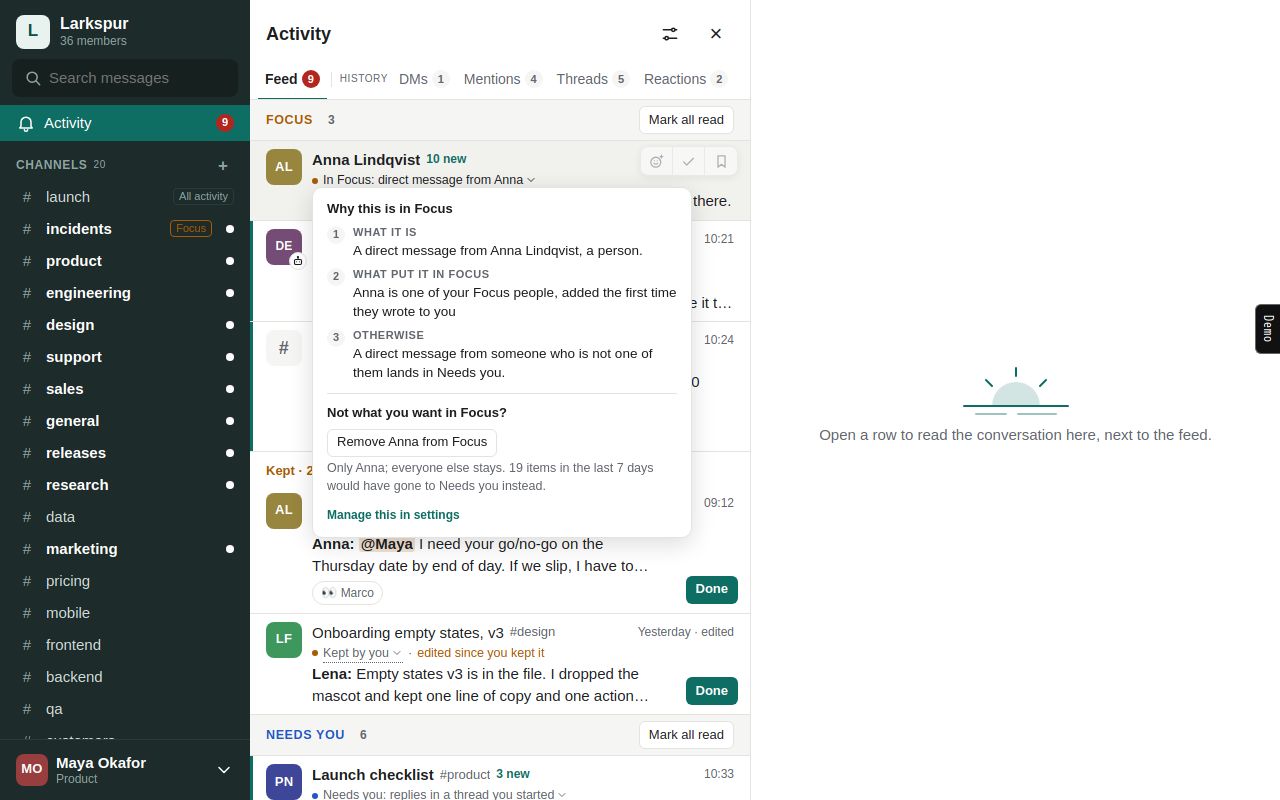 L
Larkspur
36 members
Search messages
Activity
9
CHANNELS 20
+
# launch All activity
# incidents Focus
# product
# engineering
# design
# support
# sales
# general
# releases
# research
# data
# marketing
# pricing
# mobile
# frontend
# backend
# qa
MO
Maya Okafor
Product
Activity
Feed 9
HISTORY
DMs 1
Mentions 4
Threads 5
Reactions 2
FOCUS 3
Mark all read
AL
Anna Lindqvist 10 new
In Focus: direct message from Anna
there.
Why this is in Focus
1 WHAT IT IS
A direct message from Anna Lindqvist, a person.
2 WHAT PUT IT IN FOCUS
Anna is one of your Focus people, added the first time
they wrote to you
3 OTHERWISE
A direct message from someone who is not one of
them lands in Needs you.
Not what you want in Focus?
Remove Anna from Focus
Only Anna; everyone else stays. 19 items in the last 7 days
would have gone to Needs you instead.
Manage this in settings
DE
10:21
e it t…
#
10:24
0
Kept · 2
AL
09:12
Anna: @Maya I need your go/no-go on the
Thursday date by end of day. If we slip, I have to…
👀 Marco
Done
LF
Onboarding empty states, v3 #design
Yesterday · edited
Kept by you · edited since you kept it
Lena: Empty states v3 is in the file. I dropped the
mascot and kept one line of copy and one action…
Done
NEEDS YOU 6
Mark all read
PN
Launch checklist #product 3 new
10:33
Needs you: replies in a thread you started
Open a row to read the conversation here, next to the feed.
Demo